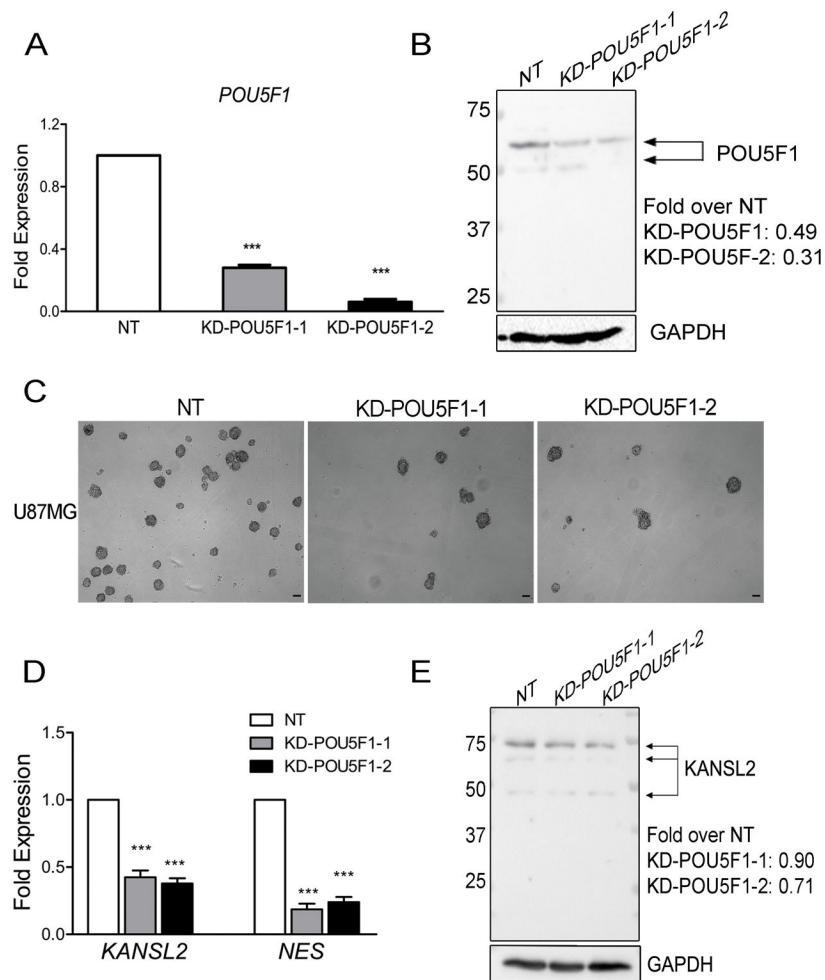 A
POU5F1
Fold Expression
1.2
0.8
0.4
0.0
***
***
NT
KD-POU5F1-1
KD-POU5F1-2
B
NT
KD-POU5F1-1
KD-POU5F1-2
75
50
37
25
POU5F1
Fold over NT
KD-POU5F1: 0.49
KD-POU5F-2: 0.31
GAPDH
C
NT
KD-POU5F1-1
KD-POU5F1-2
U87MG
D
Fold Expression
1.5
1.0
0.5
0.0
NT
KD-POU5F1-1
KD-POU5F1-2
***
***
***
***
KANSL2
NES
E
NT
KD-POU5F1-1
KD-POU5F1-2
75
50
37
25
KANSL2
Fold over NT
KD-POU5F1-1: 0.90
KD-POU5F1-2: 0.71
GAPDH